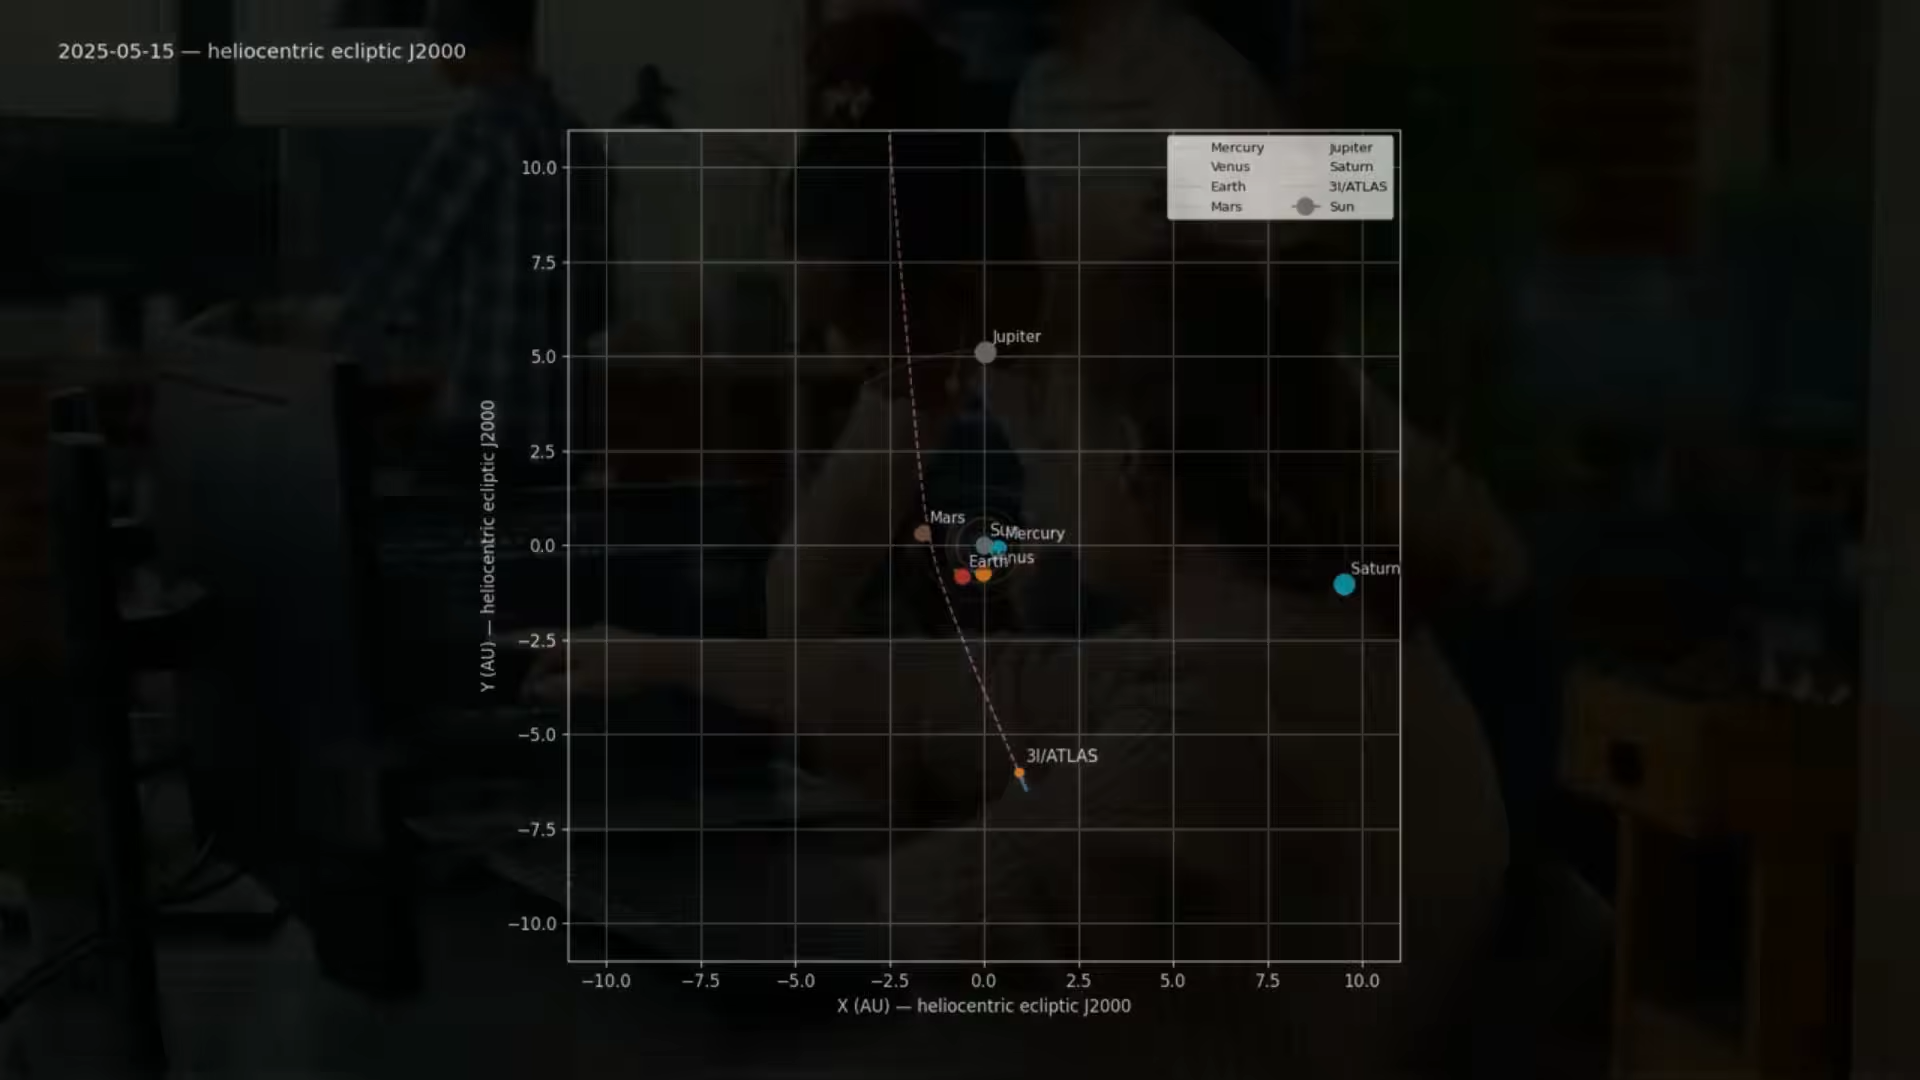 2025-05-15 — heliocentric ecliptic J2000
Mercury
Venus
Earth
Mars
Jupiter
Saturn
3I/ATLAS
Sun
10.0
7.5
5.0
2.5
0.0
−2.5
−5.0
−7.5
−10.0
Y (AU) — heliocentric ecliptic J2000
Jupiter
Mars
Mercury
Earth
Saturn
3I/ATLAS
−10.0
−7.5
−5.0
−2.5
0.0
2.5
5.0
7.5
10.0
X (AU) — heliocentric ecliptic J2000